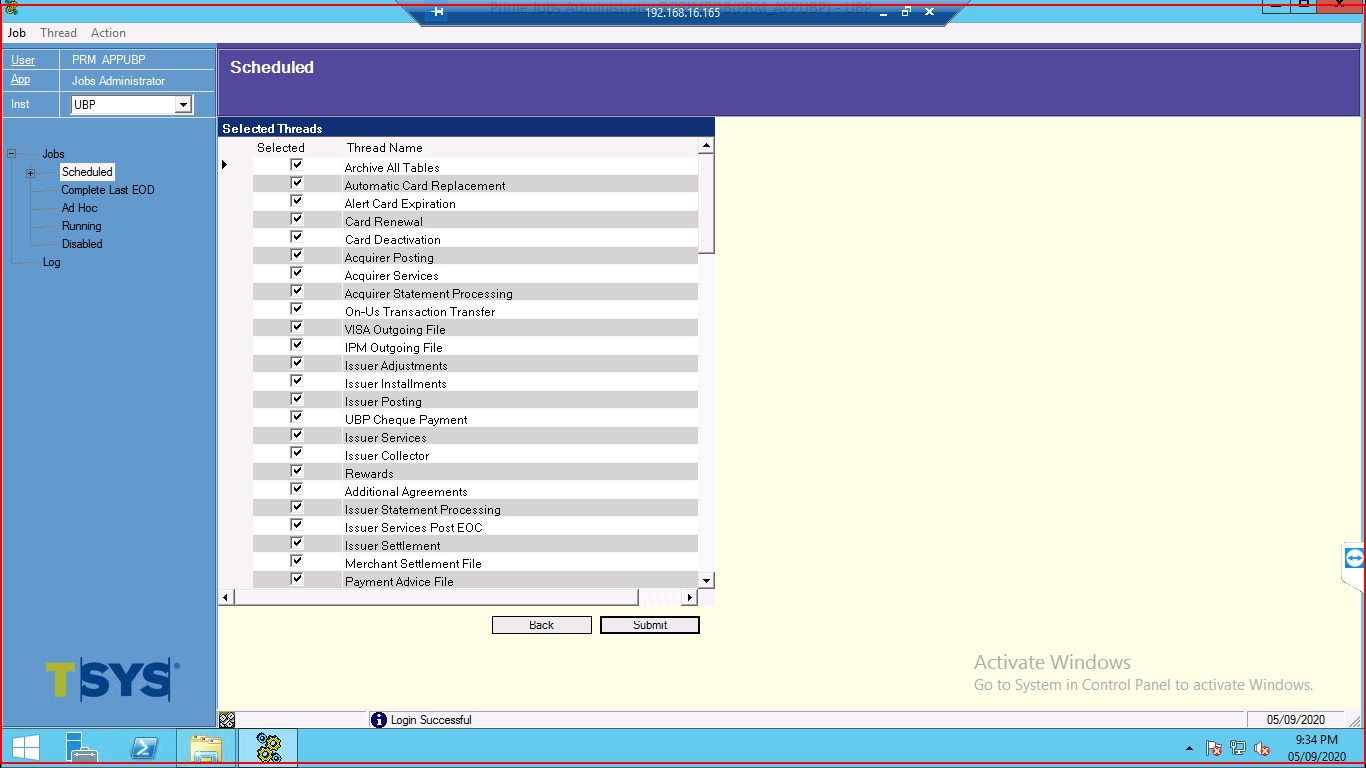 Prime Jobs Administrator
192.168.16.165
Job Thread Action
User PRM APPUBP
App Jobs Administrator
Inst UBP
Jobs
Scheduled
Complete Last EOD
Ad Hoc
Running
Disabled
Log
Scheduled
Selected Threads
Selected Thread Name
Archive All Tables
Automatic Card Replacement
Alert Card Expiration
Card Renewal
Card Deactivation
Acquirer Posting
Acquirer Services
Acquirer Statement Processing
On-Us Transaction Transfer
VISA Outgoing File
IPM Outgoing File
Issuer Adjustments
Issuer Installments
Issuer Posting
UBP Cheque Payment
Issuer Services
Issuer Collector
Rewards
Additional Agreements
Issuer Statement Processing
Issuer Services Post EOC
Issuer Settlement
Merchant Settlement File
Payment Advice File
Back Submit
TSYS®
Activate Windows
Go to System in Control Panel to activate Windows.
Login Successful
05/09/2020
9:34 PM
05/09/2020